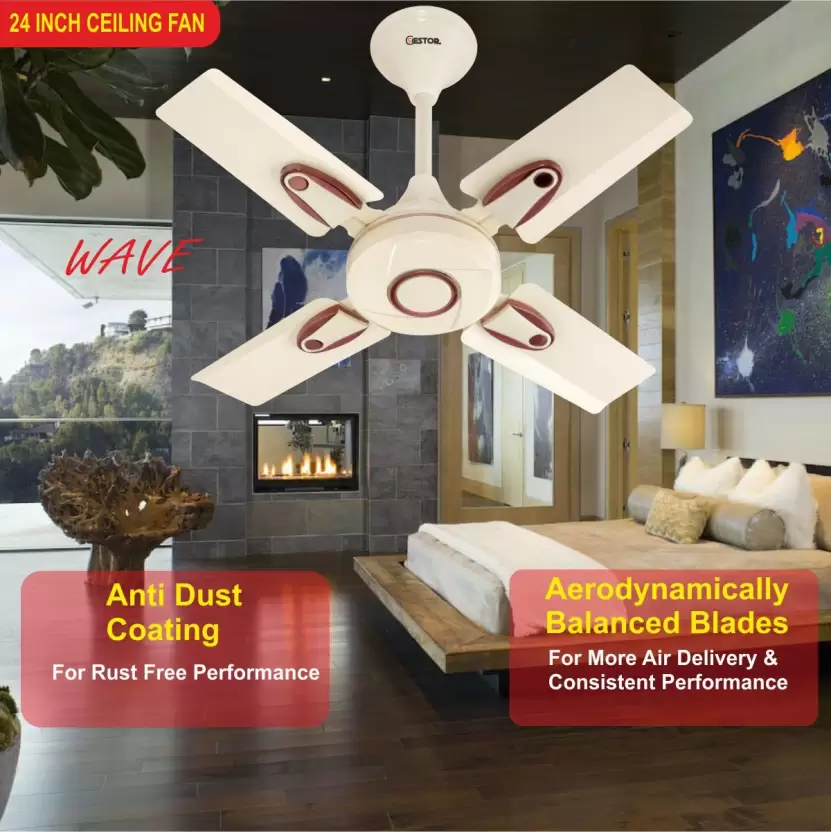 24 INCH CEILING FAN
GESTOR
WAVE
Anti Dust
Coating
For Rust Free Performance
Aerodynamically
Balanced Blades
For More Air Delivery &
Consistent Performance